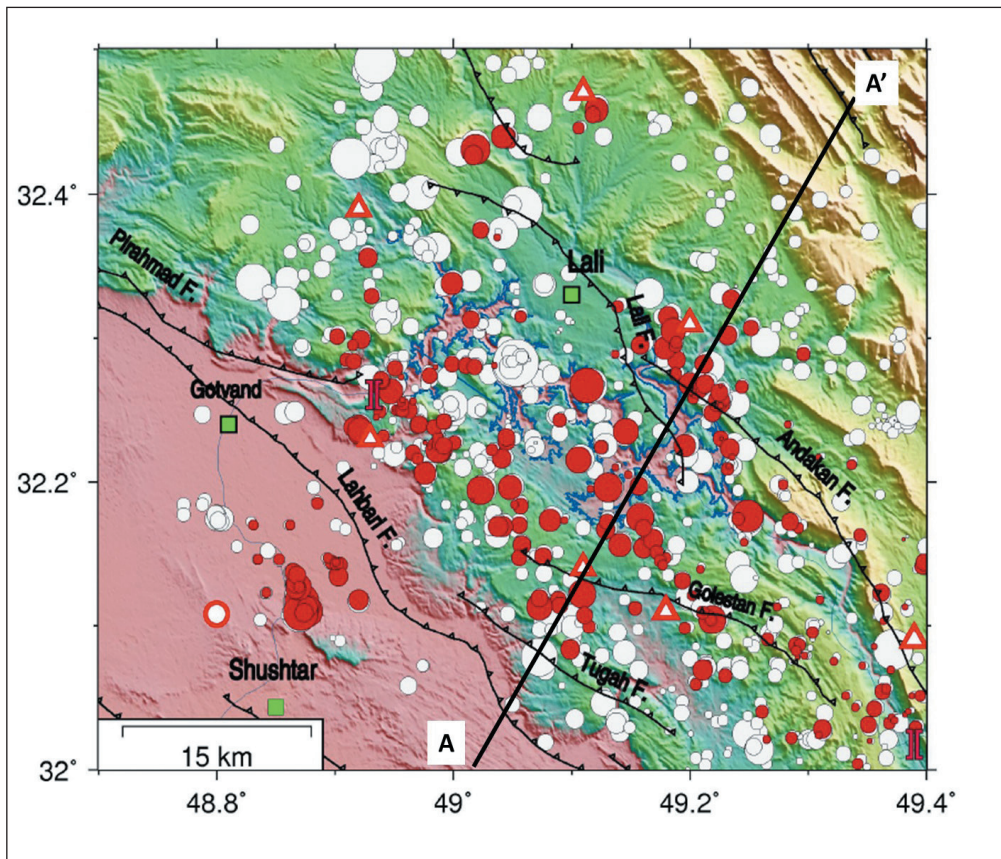 A'
32.4˚
Pirahmad F.
Lali
Lali F.
Gotvand
I
32.2˚
Andakan F.
Lahbari F.
Golestan F.
Shushtar
Tugah F.
A
I
15 km
32˚
48.8˚
49˚
49.2˚
49.4˚